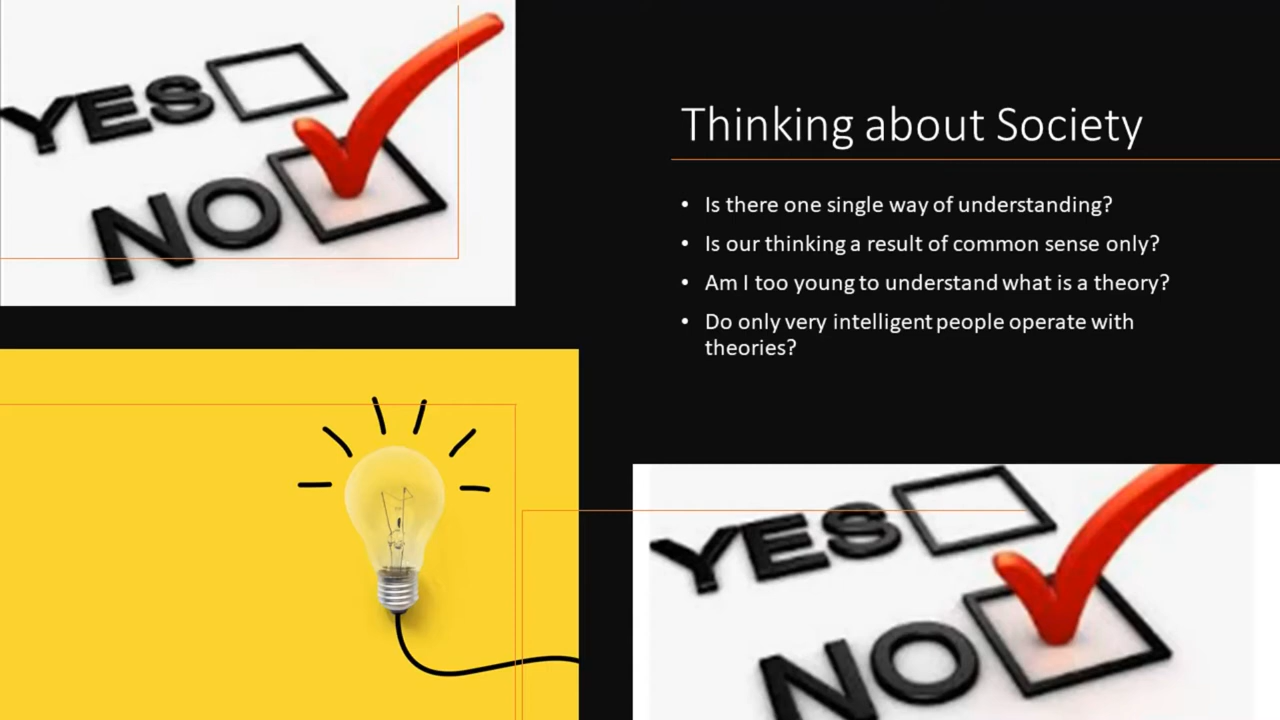 YES
NO
Thinking about Society
• Is there one single way of understanding?
• Is our thinking a result of common sense only?
• Am I too young to understand what is a theory?
• Do only very intelligent people operate with
theories?
YES
NO